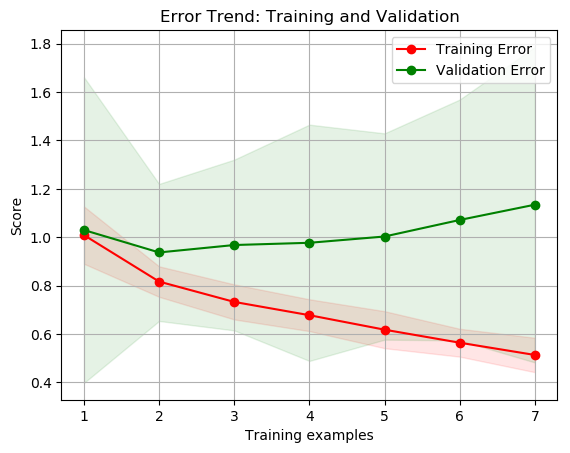 Error Trend: Training and Validation
Training Error
Validation Error
Score
1.8
1.6
1.4
1.2
1.0
0.8
0.6
0.4
1 2 3 4 5 6 7
Training examples